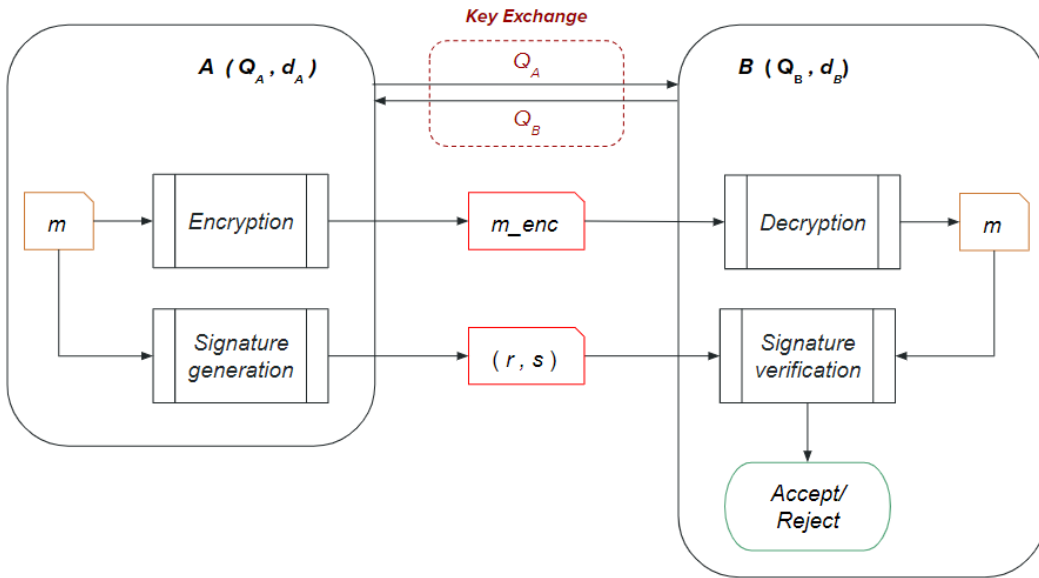 Key Exchange
A ( Q_A , d_A )
Q_A
B ( Q_B , d_B)
Q_B
m
Encryption
m_enc
Decryption
m
Signature
generation
( r , s )
Signature
verification
Accept/
Reject